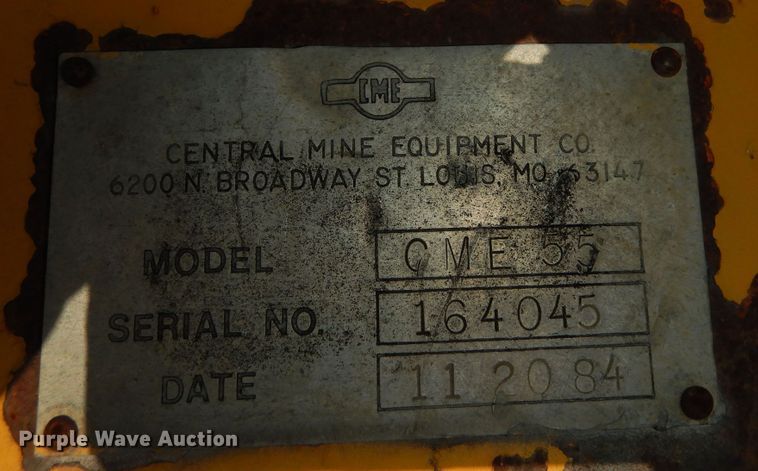 CME
CENTRAL MINE EQUIPMENT CO.
6200 N. BROADWAY ST. LOUIS, MO. 63147
MODEL CME 55
SERIAL NO. 164045
DATE 11 20 84
Purple Wave Auction®